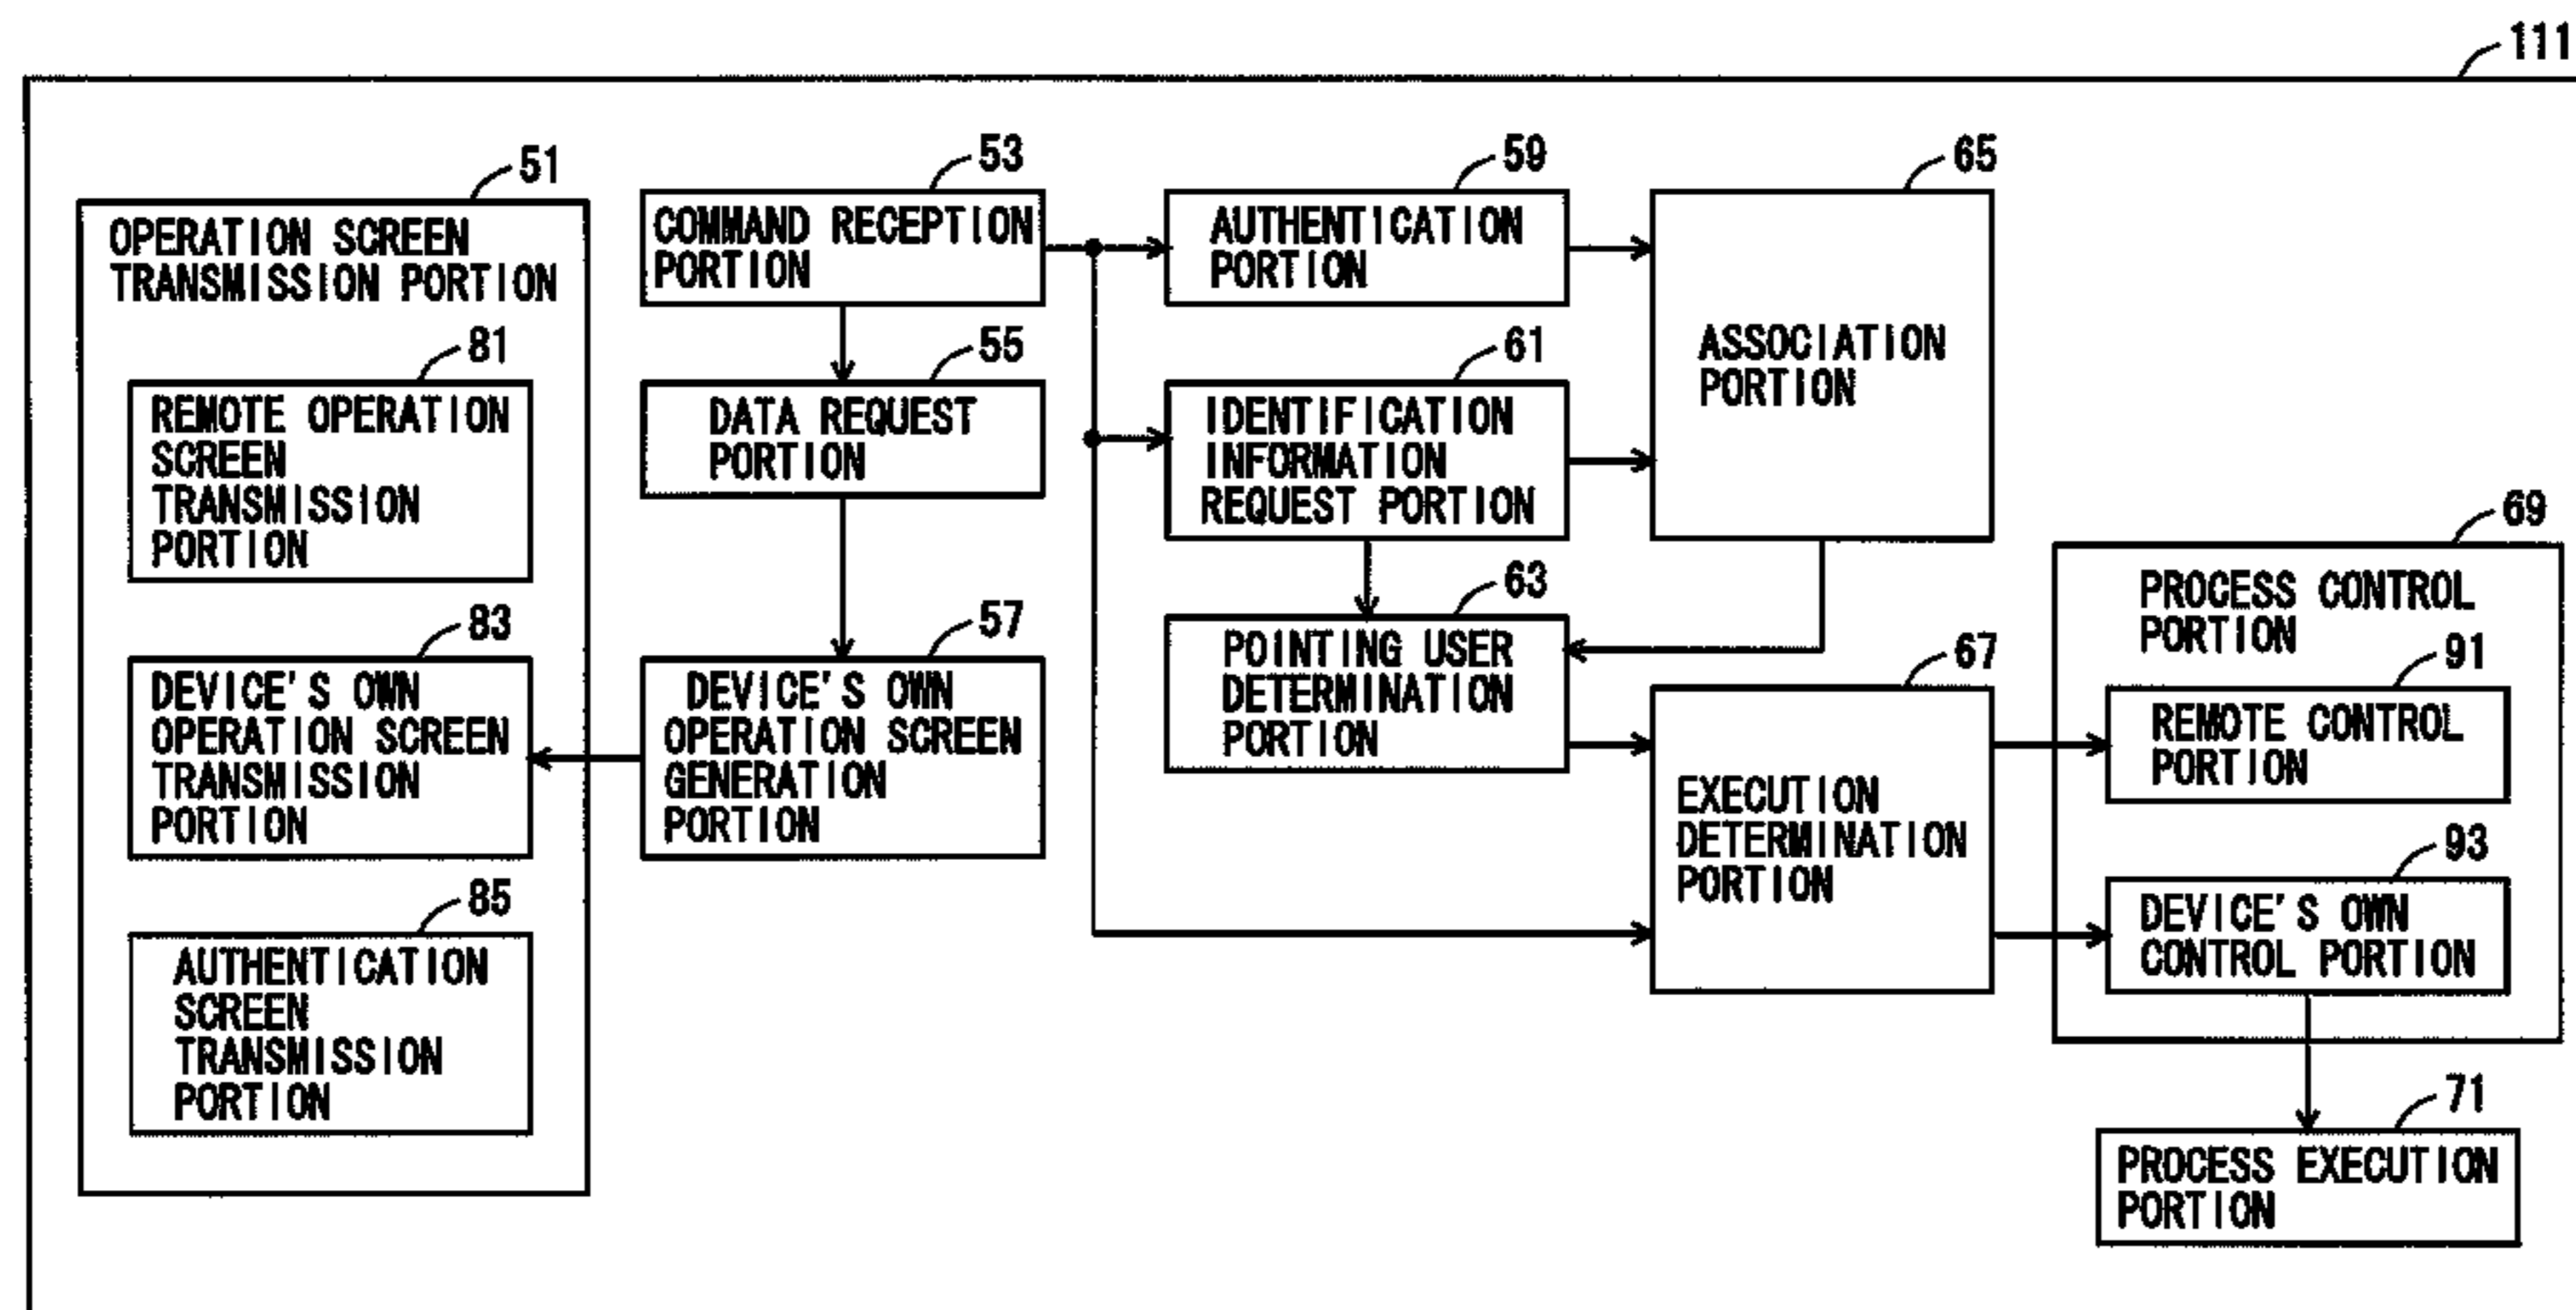 111
51
OPERATION SCREEN
TRANSMISSION PORTION
81
REMOTE OPERATION
SCREEN
TRANSMISSION
PORTION
83
DEVICE'S OWN
OPERATION SCREEN
TRANSMISSION
PORTION
85
AUTHENTICATION
SCREEN
TRANSMISSION
PORTION
53
COMMAND RECEPTION
PORTION
55
DATA REQUEST
PORTION
57
DEVICE'S OWN
OPERATION SCREEN
GENERATION
PORTION
59
AUTHENTICATION
PORTION
61
IDENTIFICATION
INFORMATION
REQUEST PORTION
63
POINTING USER
DETERMINATION
PORTION
65
ASSOCIATION
PORTION
67
EXECUTION
DETERMINATION
PORTION
69
PROCESS CONTROL
PORTION
91
REMOTE CONTROL
PORTION
93
DEVICE'S OWN
CONTROL PORTION
71
PROCESS EXECUTION
PORTION